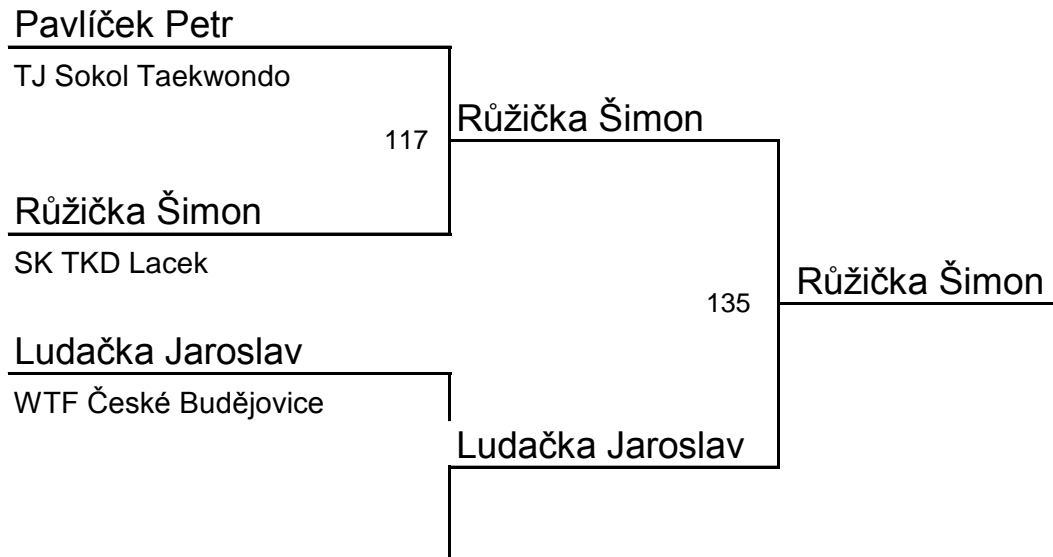 Pavlíček Petr
TJ Sokol Taekwondo
117
Růžička Šimon
Růžička Šimon
SK TKD Lacek
135
Růžička Šimon
Ludačka Jaroslav
WTF České Budějovice
Ludačka Jaroslav